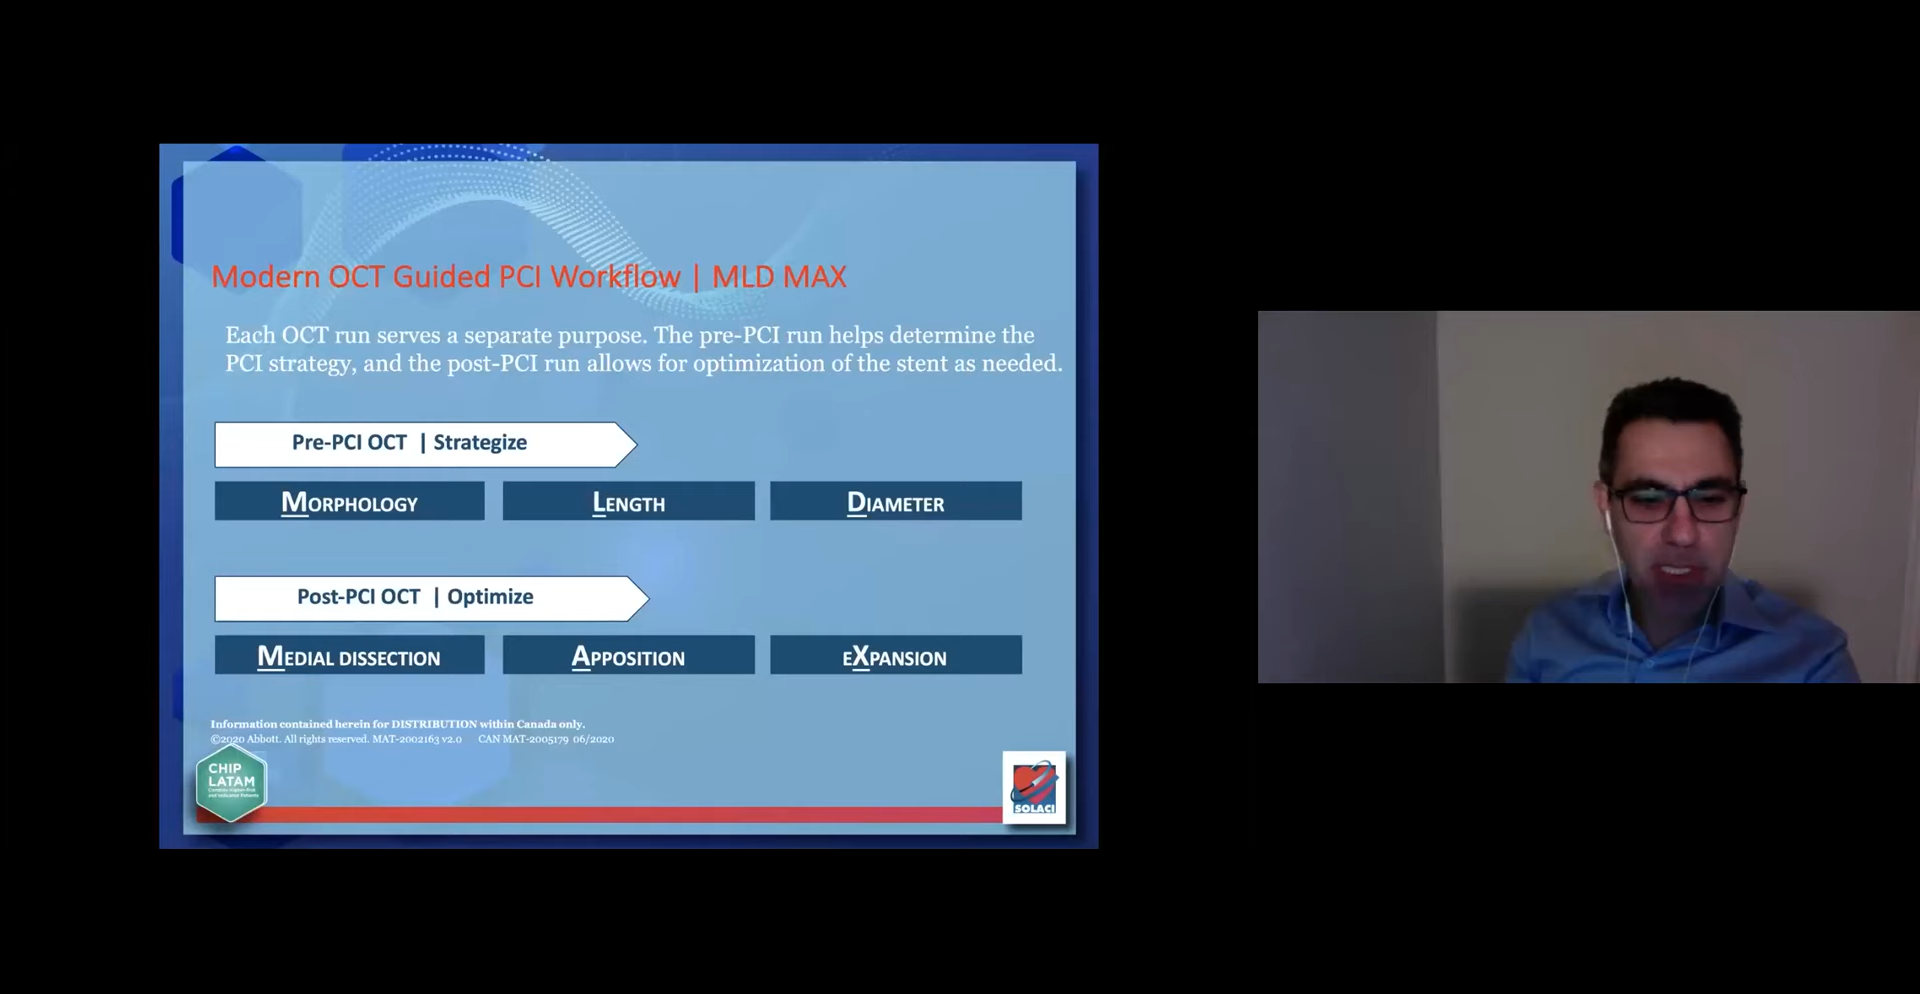 Modern OCT Guided PCI Workflow | MLD MAX
Each OCT run serves a separate purpose. The pre-PCI run helps determine the
PCI strategy, and the post-PCI run allows for optimization of the stent as needed.
Pre-PCI OCT | Strategize
MORPHOLOGY
LENGTH
DIAMETER
Post-PCI OCT | Optimize
MEDIAL DISSECTION
APPOSITION
EXPANSION
Information contained herein for DISTRIBUTION within Canada only.
©2020 Abbott. All rights reserved. MAT-2002163 v2.0 CAN MAT-2005179 06/2020
CHIP
LATAM
SOLACI